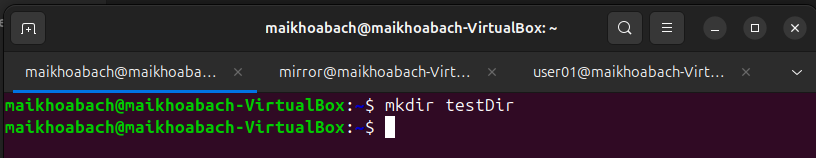 maikhoabach@maikhoabach-VirtualBox: ~
maikhoabach@maikhoaba… mirror@maikhoabach-Virt… user01@maikhoabach-Virt…
maikhoabach@maikhoabach-VirtualBox:~$ mkdir testDir
maikhoabach@maikhoabach-VirtualBox:~$